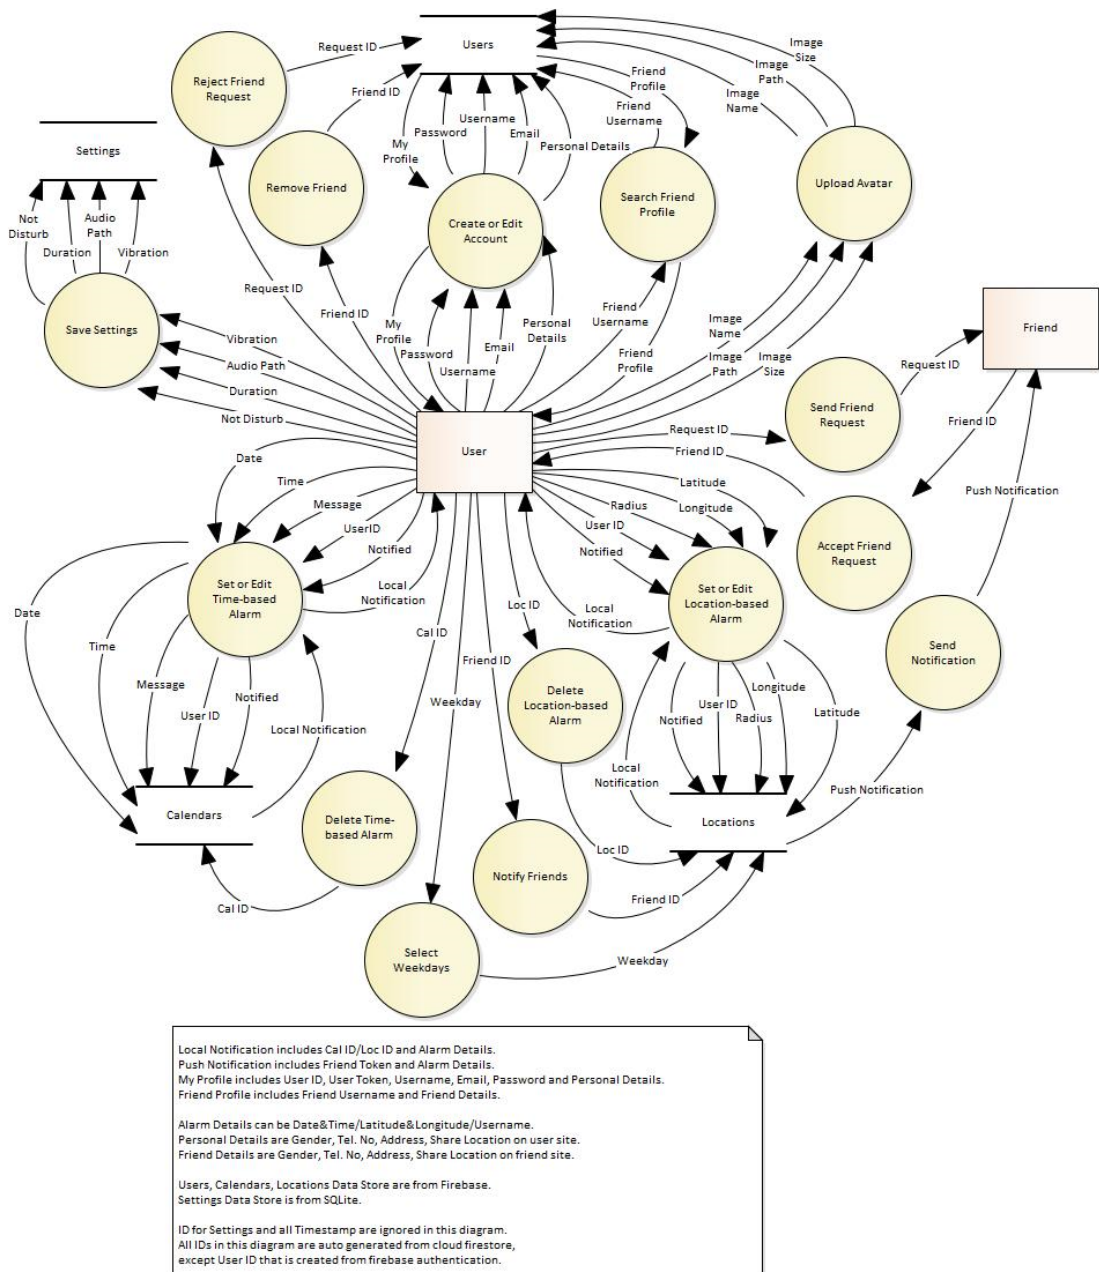 Users
Image
Size
Image
Path
Image
Name
Request ID
Reject Friend
Request
Friend ID
Friend
Profile
Friend
Username
Settings
Password
Username
Email
My
Profile
Personal Details
Remove Friend
Search Friend
Profile
Upload Avatar
Create or Edit
Account
Not
Disturb
Audio
Path
Duration
Vibration
Request ID
Friend ID
Save Settings
Vibration
Audio Path
Duration
Not Disturb
My
Profile
Password
Username
Email
Personal
Details
Friend
Username
Friend
Profile
Image
Name
Image
Path
Image
Size
Friend
Request ID
Send Friend
Request
Friend ID
User
Request ID
Friend ID
Push Notification
Date
Time
Message
UserID
Notified
Local
Notification
Latitude
Longitude
Radius
User ID
Notified
Local
Notification
Accept Friend
Request
Set or Edit
Time-based
Alarm
Set or Edit
Location-based
Alarm
Date
Time
Message
User ID
Notified
Local Notification
Cal ID
Weekday
Friend ID
Loc ID
Send
Notification
Delete
Location-based
Alarm
Notified
User ID
Radius
Longitude
Latitude
Local
Notification
Push Notification
Calendars
Delete Time-
based Alarm
Locations
Loc ID
Notify Friends
Friend ID
Cal ID
Select
Weekdays
Weekday
Local Notification includes Cal ID/Loc ID and Alarm Details.
Push Notification includes Friend Token and Alarm Details.
My Profile includes User ID, User Token, Username, Email, Password and Personal Details.
Friend Profile includes Friend Username and Friend Details.
Alarm Details can be Date&Time/Latitude&Longitude/Username.
Personal Details are Gender, Tel. No, Address, Share Location on user site.
Friend Details are Gender, Tel. No, Address, Share Location on friend site.
Users, Calendars, Locations Data Store are from Firebase.
Settings Data Store is from SQLite.
ID for Settings and all Timestamp are ignored in this diagram.
All IDs in this diagram are auto generated from cloud firestore,
except User ID that is created from firebase authentication.